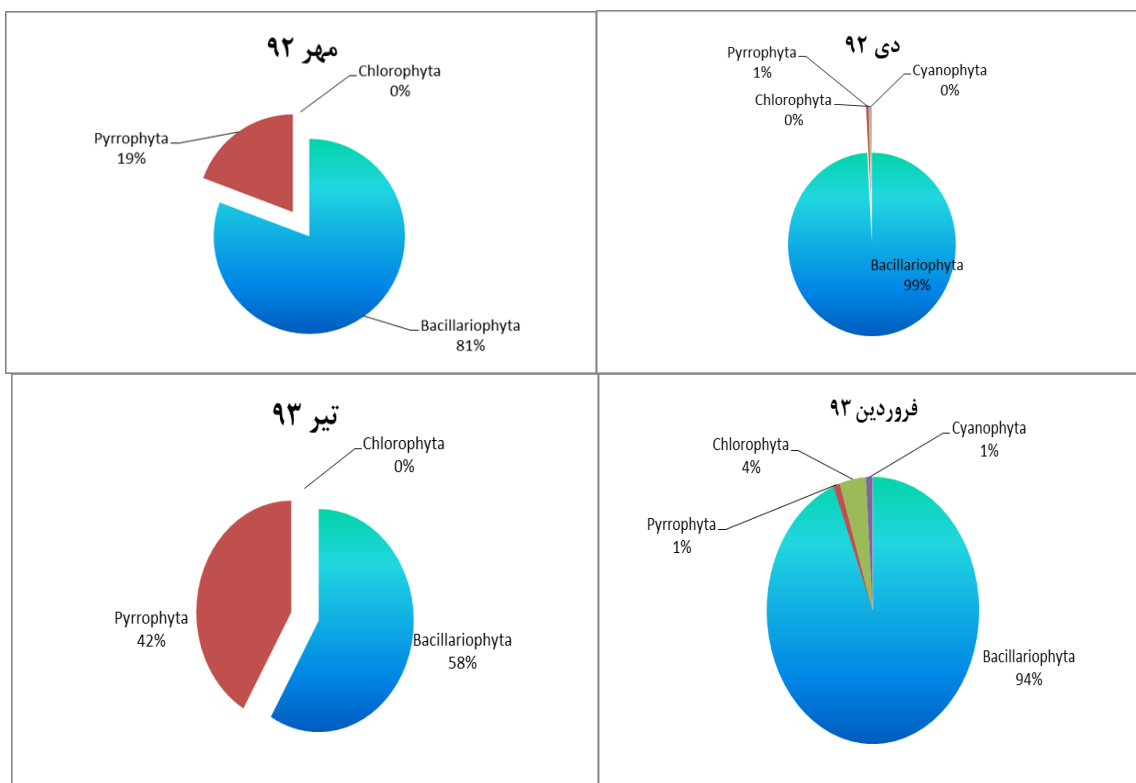 مهر ۹۲
Chlorophyta
0%
Pyrrophyta
19%
Bacillariophyta
81%
دی ۹۲
Pyrrophyta
1%
Cyanophyta
0%
Chlorophyta
0%
Bacillariophyta
99%
تیر ۹۳
Chlorophyta
0%
Pyrrophyta
42%
Bacillariophyta
58%
فروردین ۹۳
Cyanophyta
1%
Chlorophyta
4%
Pyrrophyta
1%
Bacillariophyta
94%